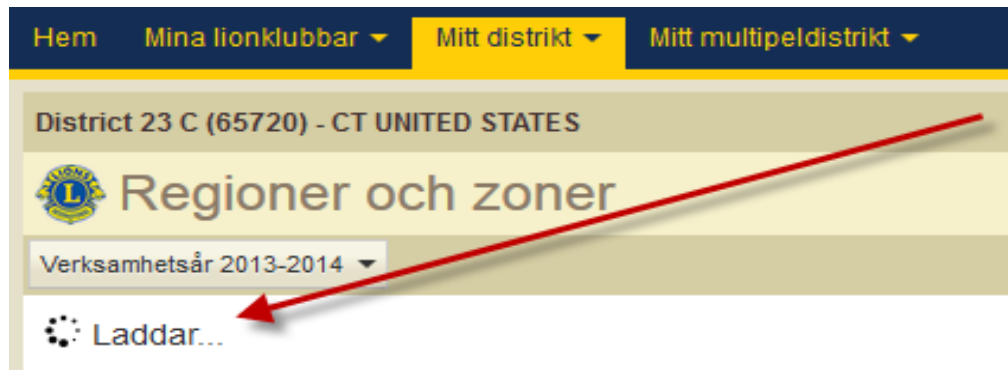 Hem Mina lionklubbar Mitt distrikt Mitt multipeldistrikt
District 23 C (65720) - CT UNITED STATES
L
Regioner och zoner
Verksamhetsår 2013-2014
Laddar...